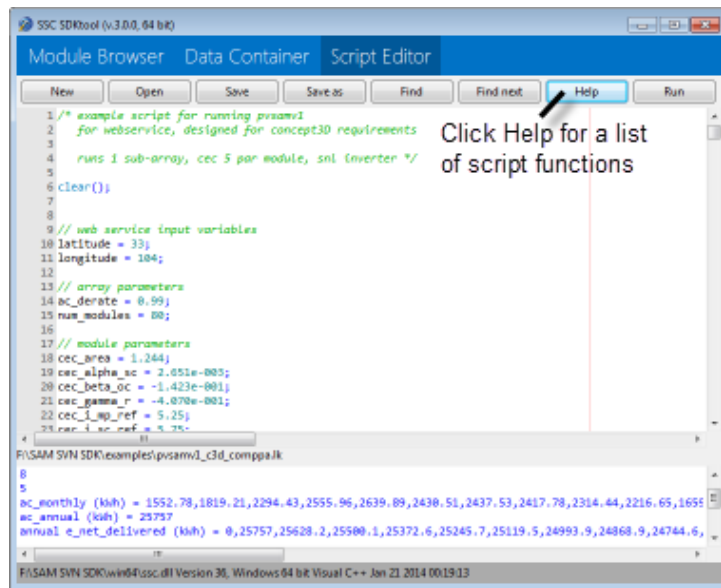 SSC SDKtool (v.3.0.0, 64 bit)
Module Browser Data Container Script Editor
New Open Save Save as Find Find next Help Run
Click Help for a list
of script functions
1 /* example script for running pvsamv1
2 for webservice, designed for concept3D requirements
3
4 runs 1 sub-array, cec 5 par module, snl inverter */
5
6 clear();
7
8
9 // web service input variables
10 latitude = 33;
11 longitude = 104;
12
13 // array parameters
14 ac_derate = 0.99;
15 num_modules = 80;
16
17 // module parameters
18 cec_area = 1.244;
19 cec_alpha_sc = 2.651e-003;
20 cec_beta_oc = -1.423e-001;
21 cec_gamma_r = -4.070e-001;
22 cec_i_mp_ref = 5.25;
23 cec_i_sc_ref = 5.75;
F:\SAM SVN SDK\examples\pvsamv1_c3d_comppa.lk
8
5
ac_monthly (kWh) = 1552.78,1819.21,2294.43,2555.96,2639.89,2430.51,2437.53,2417.78,2314.44,2216.65,1655
ac_annual (kWh) = 25757
annual e_net_delivered (kWh) = 0,25757,25628.2,25500.1,25372.6,25245.7,25119.5,24993.9,24868.9,24744.6,
F:\SAM SVN SDK\win64\ssc.dll Version 36, Windows 64 bit Visual C++ Jan 21 2014 00:19:13